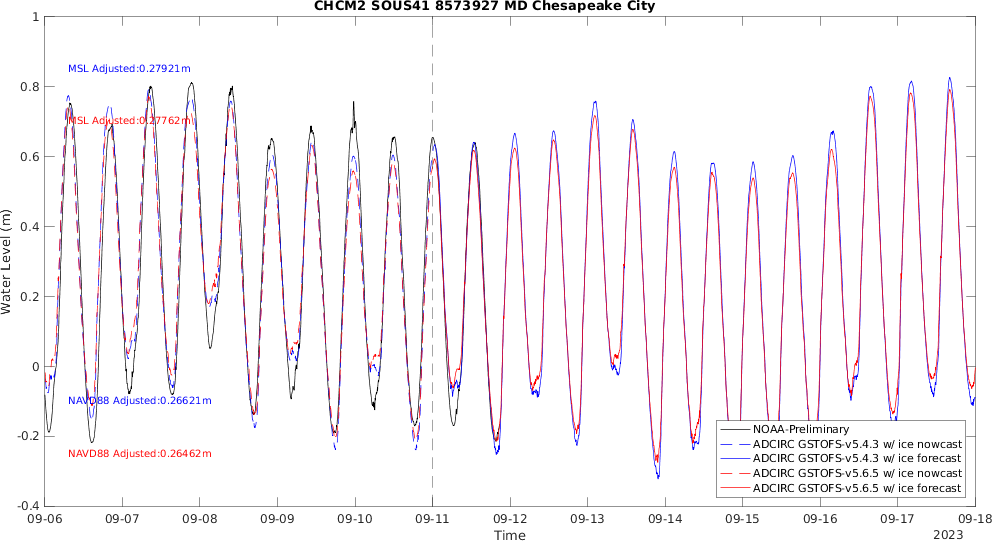 CHCM2 SOUS41 8573927 MD Chesapeake City
1
0.8
0.6
0.4
0.2
0
-0.2
-0.4
Water Level (m)
MSL Adjusted:0.27921m
MSL Adjusted:0.27762m
NAVD88 Adjusted:0.26621m
NAVD88 Adjusted:0.26462m
NOAA-Preliminary
ADCIRC GSTOFS-v5.4.3 w/ ice nowcast
ADCIRC GSTOFS-v5.4.3 w/ ice forecast
ADCIRC GSTOFS-v5.6.5 w/ ice nowcast
ADCIRC GSTOFS-v5.6.5 w/ ice forecast
09-06 09-07 09-08 09-09 09-10 09-11 09-12 09-13 09-14 09-15 09-16 09-17 09-18
Time
2023